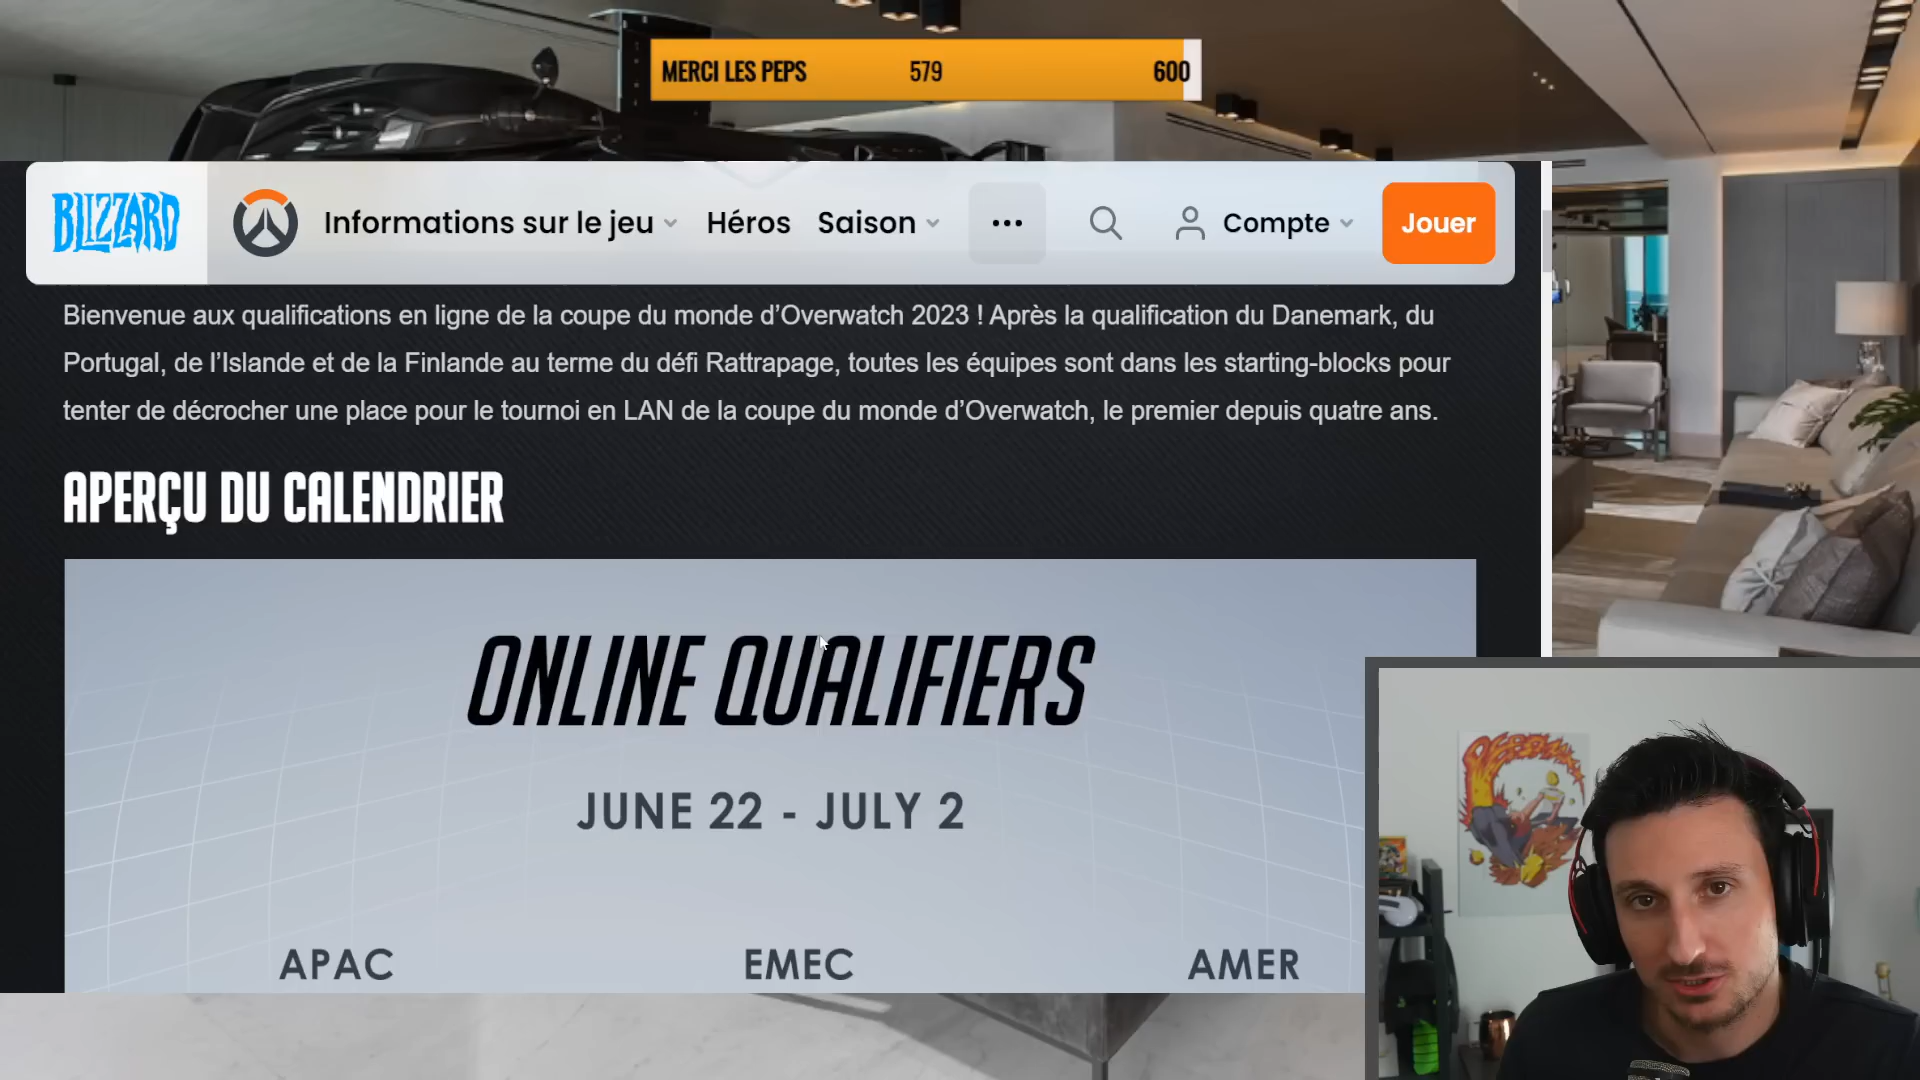 MERCI LES PEPS 579 600
BLIZZARD Informations sur le jeu Héros Saison ... Compte Jouer
Bienvenue aux qualifications en ligne de la coupe du monde d’Overwatch 2023 ! Après la qualification du Danemark, du
Portugal, de l’Islande et de la Finlande au terme du défi Rattrapage, toutes les équipes sont dans les starting-blocks pour
tenter de décrocher une place pour le tournoi en LAN de la coupe du monde d’Overwatch, le premier depuis quatre ans.
APERÇU DU CALENDRIER
ONLINE QUALIFIERS
JUNE 22 - JULY 2
APAC EMEC AMER